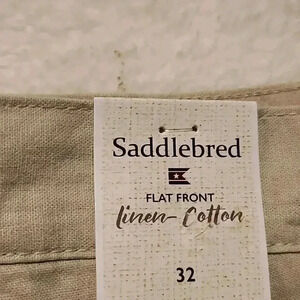 Saddlebred
FLAT FRONT
linen-Cotton
32